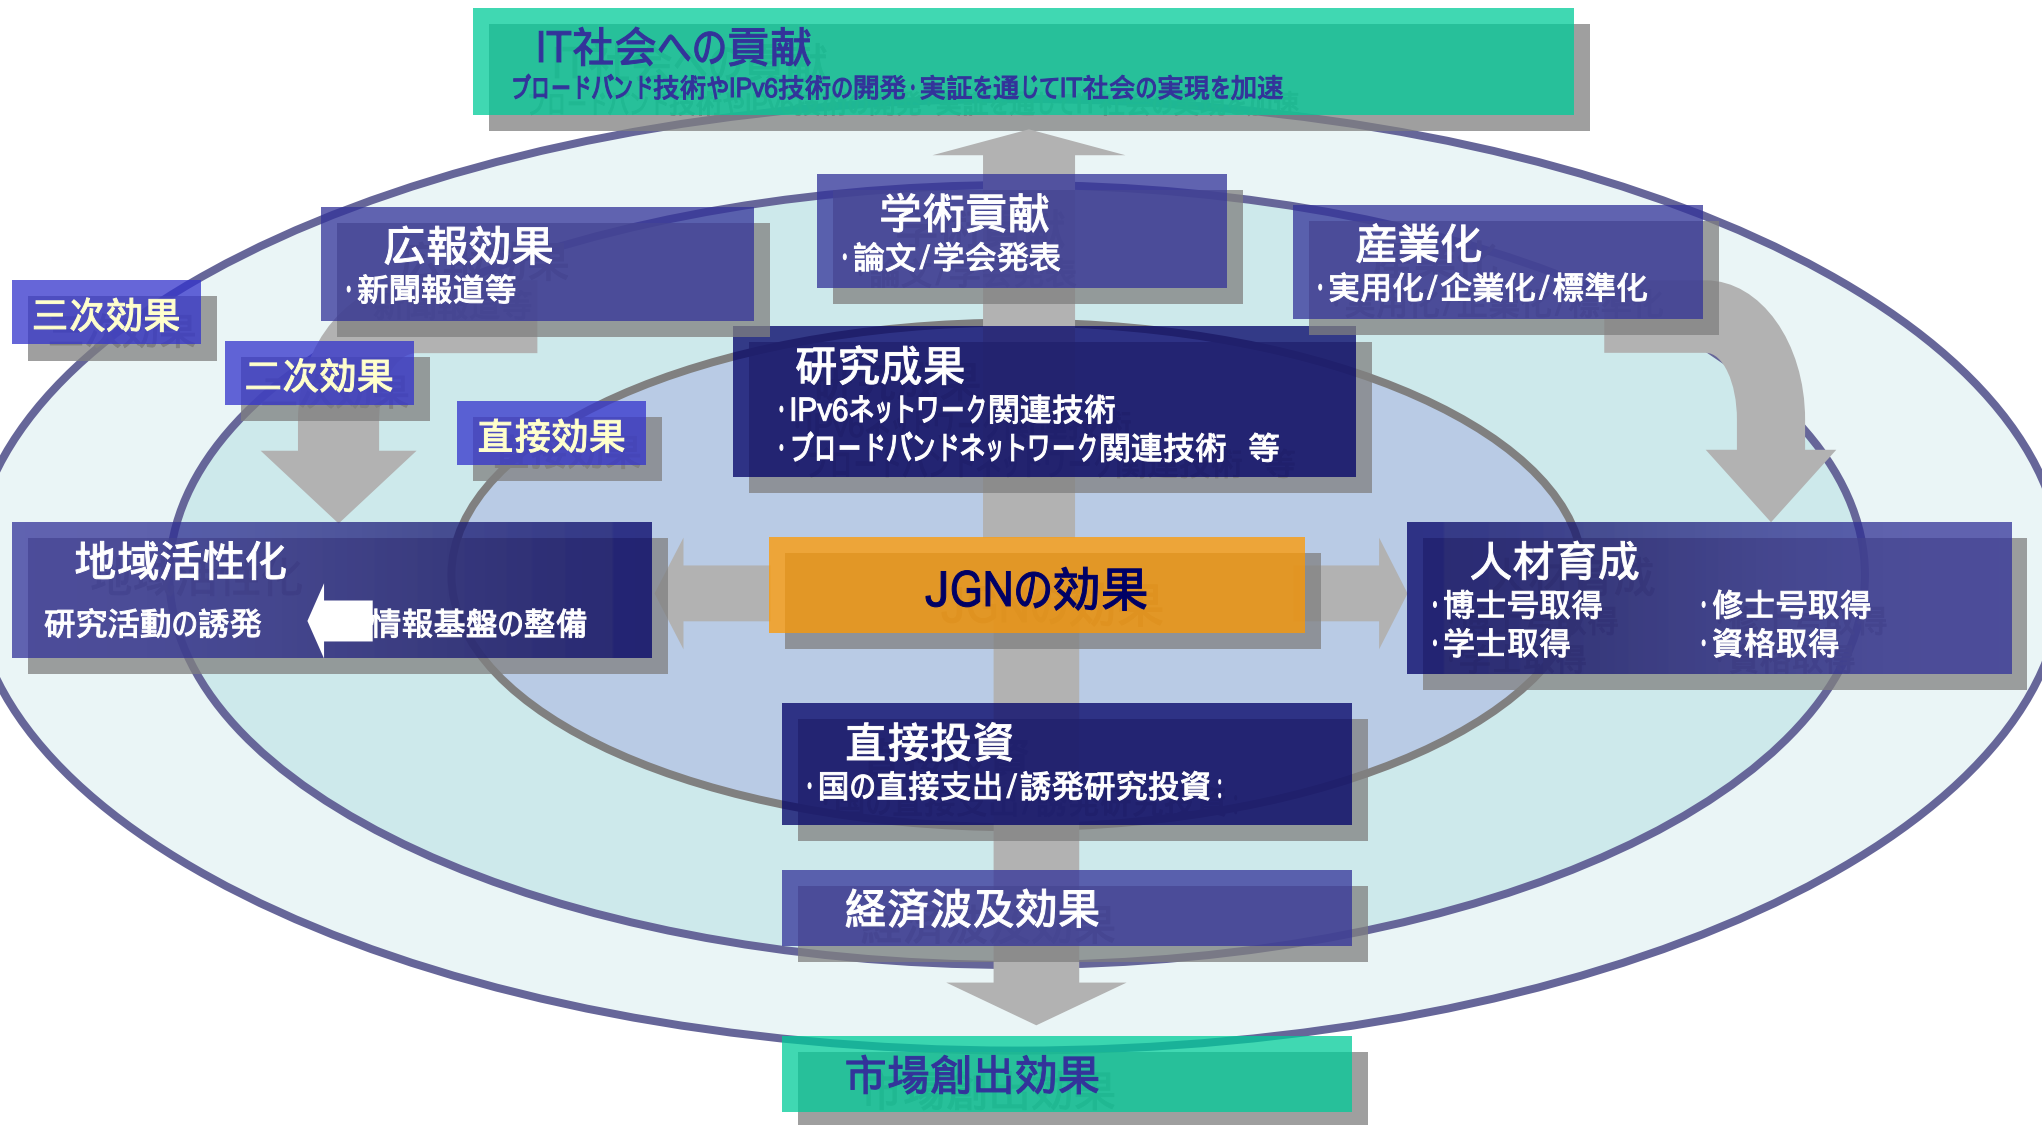 IT社会への貢献
ブロードバンド技術やIPv6技術の開発・実証を通じてIT社会の実現を加速
学術貢献
・論文/学会発表
広報効果
・新聞報道等
産業化
・実用化/企業化/標準化
三次効果
二次効果
直接効果
研究成果
・IPv6ネットワーク関連技術
・ブロードバンドネットワーク関連技術 等
地域活性化
研究活動の誘発 情報基盤の整備
JGNの効果
人材育成
・博士号取得 ・修士号取得
・学士取得 ・資格取得
直接投資
・国の直接支出/誘発研究投資:
経済波及効果
市場創出効果